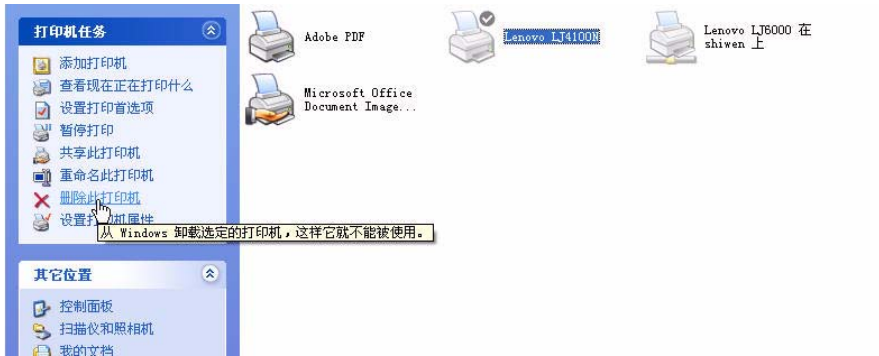 打印机任务
添加打印机
查看现在正在打印什么
设置打印首选项
暂停打印
共享此打印机
重命名此打印机
删除此打印机
设置打印机属性
从 Windows 卸载选定的打印机，这样它就不能被使用。
其它位置
控制面板
扫描仪和照相机
我的文档
Adobe PDF
Lenovo LJ4100N
Lenovo LJ6000 在
shiwen 上
Microsoft Office
Document Image...